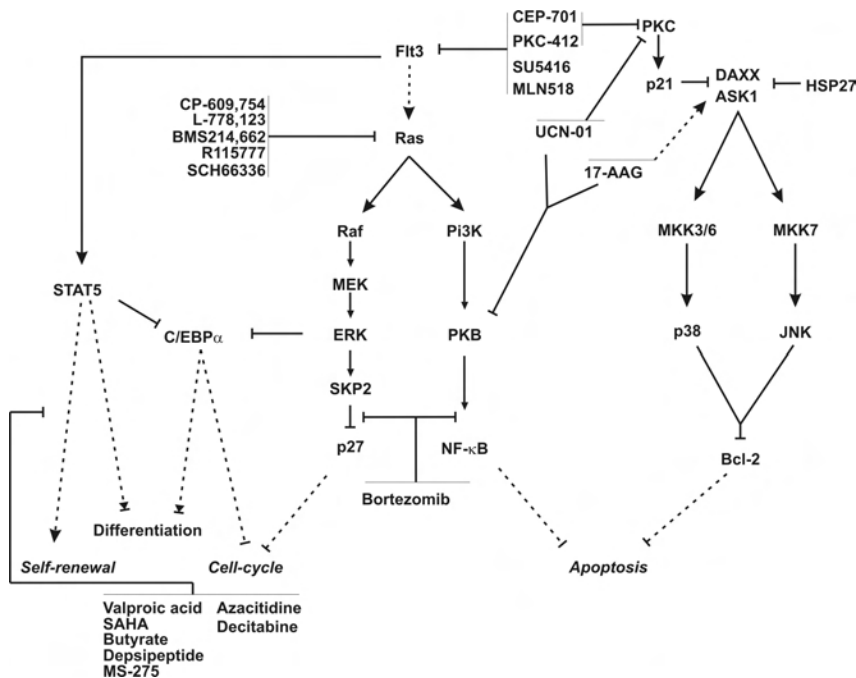 CEP-701
PKC-412
SU5416
MLN518
PKC
Flt3
p21
DAXX
ASK1
HSP27
CP-609,754
L-778,123
BMS214,662
R115777
SCH66336
Ras
UCN-01
17-AAG
Raf
Pi3K
MKK3/6
MKK7
MEK
STAT5
C/EBPα
ERK
PKB
p38
JNK
SKP2
p27
NF-κB
Bcl-2
Bortezomib
Differentiation
Self-renewal
Cell-cycle
Apoptosis
Valproic acid
SAHA
Butyrate
Depsipeptide
MS-275
Azacitidine
Decitabine